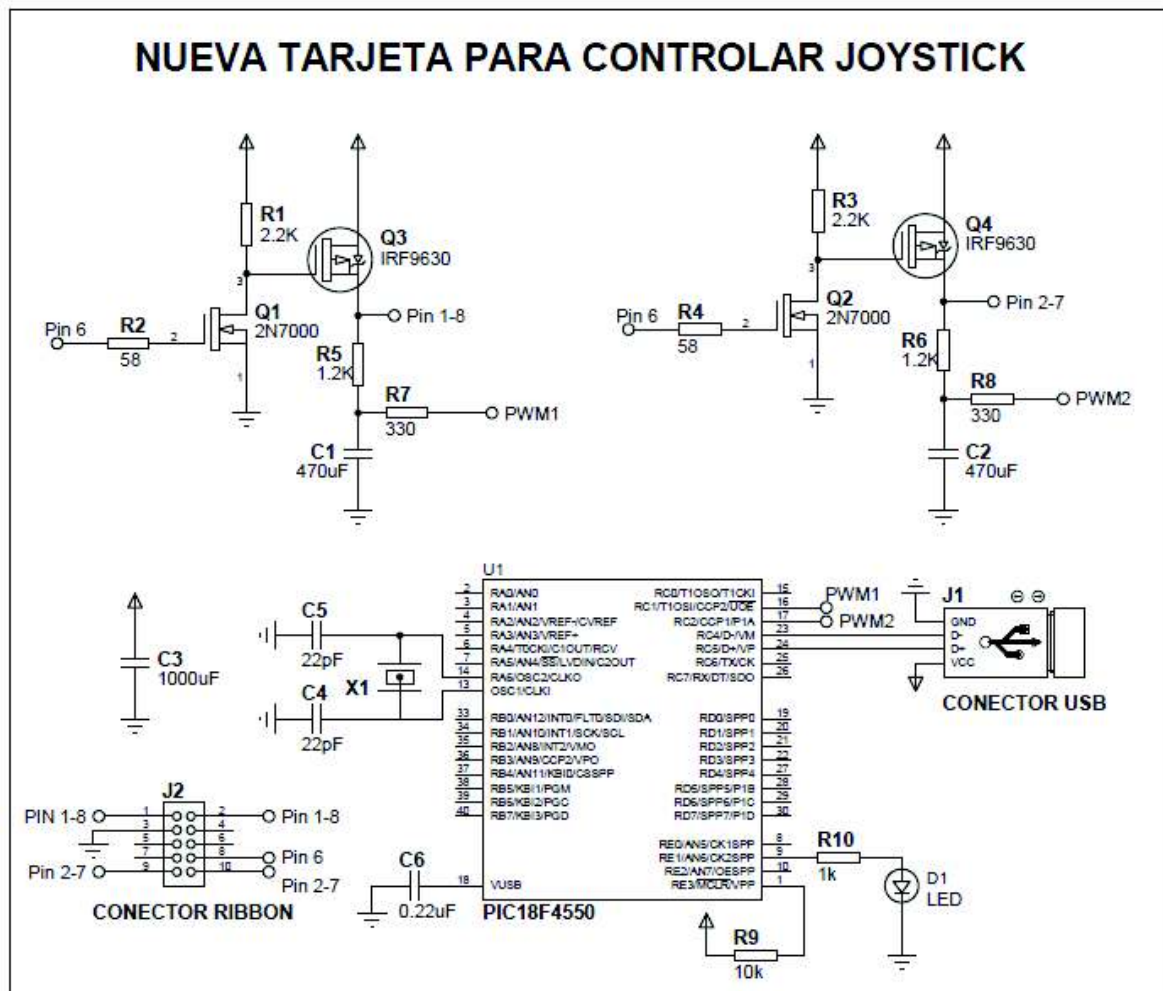 NUEVA TARJETA PARA CONTROLAR JOYSTICK
R1
2.2K
Q3
IRF9630
3
Q1
2N7000
Pin 6
R2
58
2
1
Pin 1-8
R5
1.2K
R7
330
PWM1
C1
470uF
R3
2.2K
Q4
IRF9630
3
Q2
2N7000
Pin 6
R4
58
2
1
Pin 2-7
R6
1.2K
R8
330
PWM2
C2
470uF
C3
1000uF
C5
22pF
X1
C4
22pF
U1
2 RA0/AN0
3 RA1/AN1
4 RA2/AN2/VREF-/CVREF
5 RA3/AN3/VREF+
6 RA4/T0CKI/C1OUT/RCV
7 RA5/AN4/SS/LVDIN/C2OUT
14 RA6/OSC2/CLKO
13 OSC1/CLKI
33 RB0/AN12/INT0/FLT0/SDI/SDA
34 RB1/AN10/INT1/SCK/SCL
35 RB2/AN8/INT2/VMO
36 RB3/AN9/CCP2/VPO
37 RB4/AN11/KBI0/CSSPP
38 RB5/KBI1/PGM
39 RB6/KBI2/PGC
40 RB7/KBI3/PGD
18 VUSB
RC0/T1OSO/T1CKI 15
RC1/T1OSI/CCP2/UOE 16
RC2/CCP1/P1A 17
RC4/D-/VM 23
RC5/D+/VP 24
RC6/TX/CK 25
RC7/RX/DT/SDO 26
RD0/SPP0 19
RD1/SPP1 20
RD2/SPP2 21
RD3/SPP3 22
RD4/SPP4 27
RD5/SPP5/P1B 28
RD6/SPP6/P1C 29
RD7/SPP7/P1D 30
RE0/AN5/CK1SPP 8
RE1/AN6/CK2SPP 9
RE2/AN7/OESPP 10
RE3/MCLR/VPP 1
PIC18F4550
PWM1
PWM2
J1
GND
D-
D+
VCC
CONECTOR USB
J2
PIN 1-8 1 2 Pin 1-8
3 4
5 6
7 8 Pin 6
Pin 2-7 9 10 Pin 2-7
CONECTOR RIBBON
C6
0.22uF
R10
1k
D1
LED
R9
10k